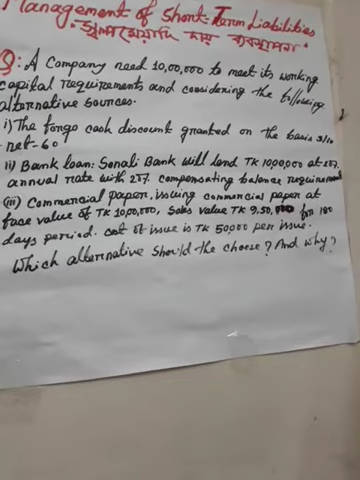 Management of Short-Term Liabilities
স্বল্পমেয়াদি দায় ব্যবস্থাপনা
Q: A Company need 10,00,000 to meet its working
capital requirements and considering the following
alternative sources.
i) The forgo cash discount granted on the basis 3/10
net-60
ii) Bank loan: Sonali Bank will lend TK 10,00,000 at 20%
annual rate with 20% compensating balance requirement
(iii) Commercial paper, issuing commercial paper at
face value of TK 10,00,000, Sales value TK 9,50,000 for 180
days period. cost of issue is TK 50000 per issue.
Which alternative should the choose? And why?